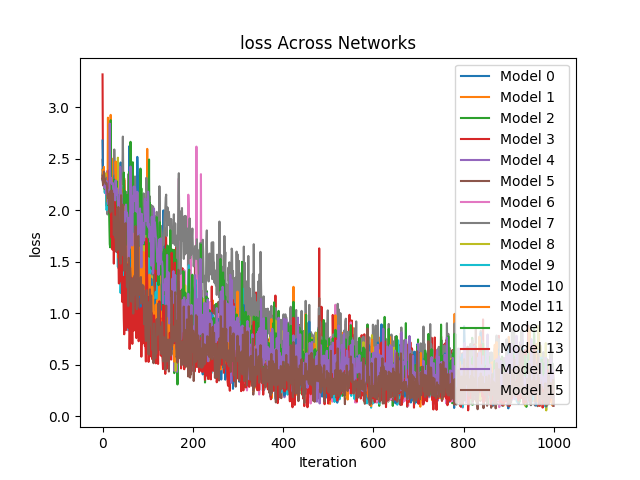 loss Across Networks
loss
3.0
2.5
2.0
1.5
1.0
0.5
0.0
Model 0
Model 1
Model 2
Model 3
Model 4
Model 5
Model 6
Model 7
Model 8
Model 9
Model 10
Model 11
Model 12
Model 13
Model 14
Model 15
0 200 400 600 800 1000
Iteration